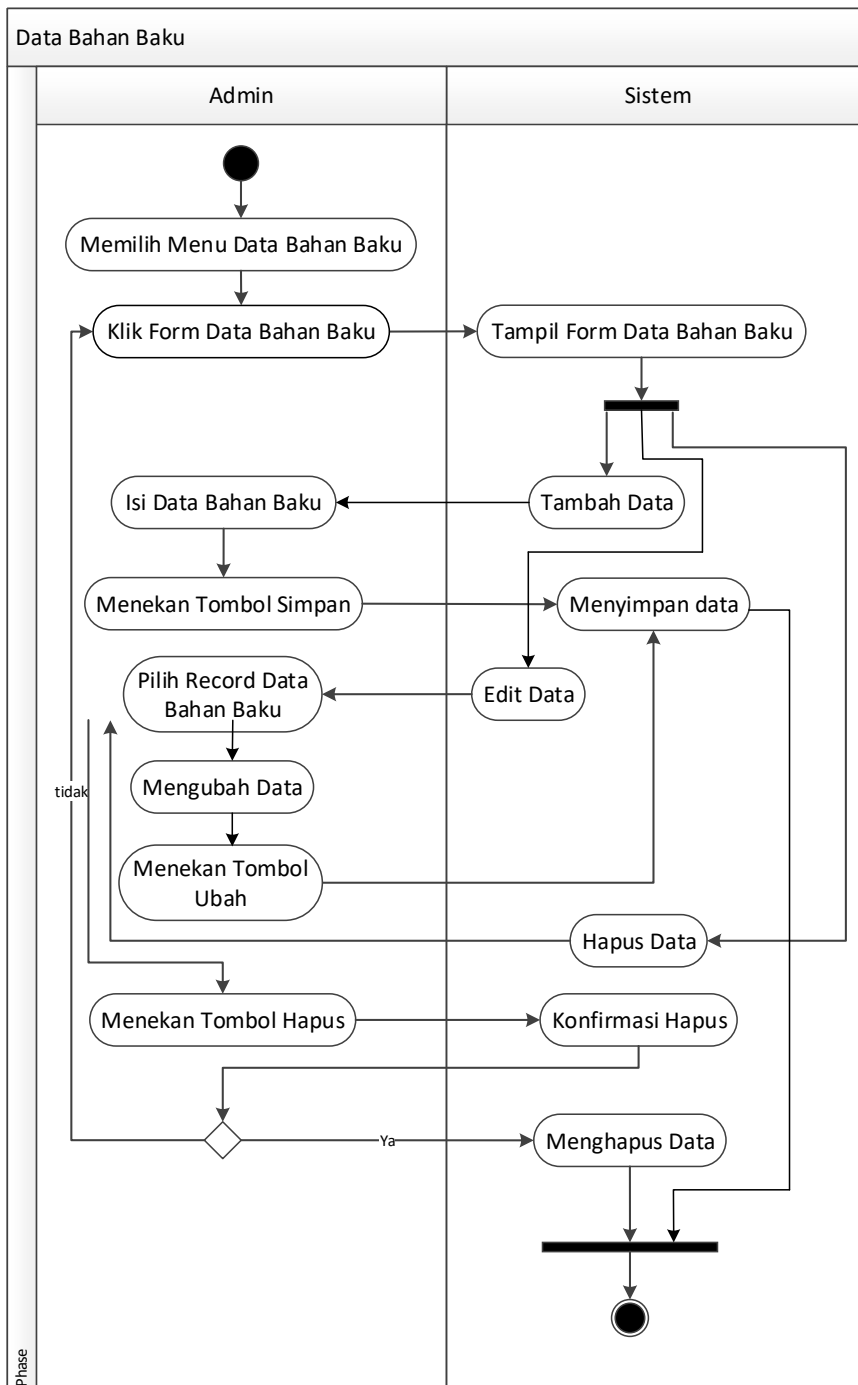 Data Bahan Baku
Admin
Sistem
Memilih Menu Data Bahan Baku
Klik Form Data Bahan Baku
Tampil Form Data Bahan Baku
Isi Data Bahan Baku
Tambah Data
Menekan Tombol Simpan
Menyimpan data
Pilih Record Data
Bahan Baku
Edit Data
Mengubah Data
tidak
Menekan Tombol
Ubah
Hapus Data
Menekan Tombol Hapus
Konfirmasi Hapus
Ya
Menghapus Data
Phase